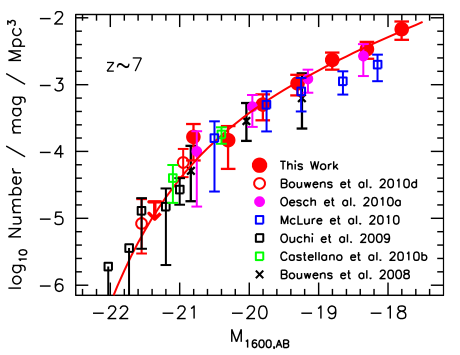 −2
−3
−4
−5
−6
log₁₀ Number / mag / Mpc³
z~7
This Work
Bouwens et al. 2010d
Oesch et al. 2010a
McLure et al. 2010
Ouchi et al. 2009
Castellano et al. 2010b
Bouwens et al. 2008
−22 −21 −20 −19 −18
M₁₆₀₀,AB